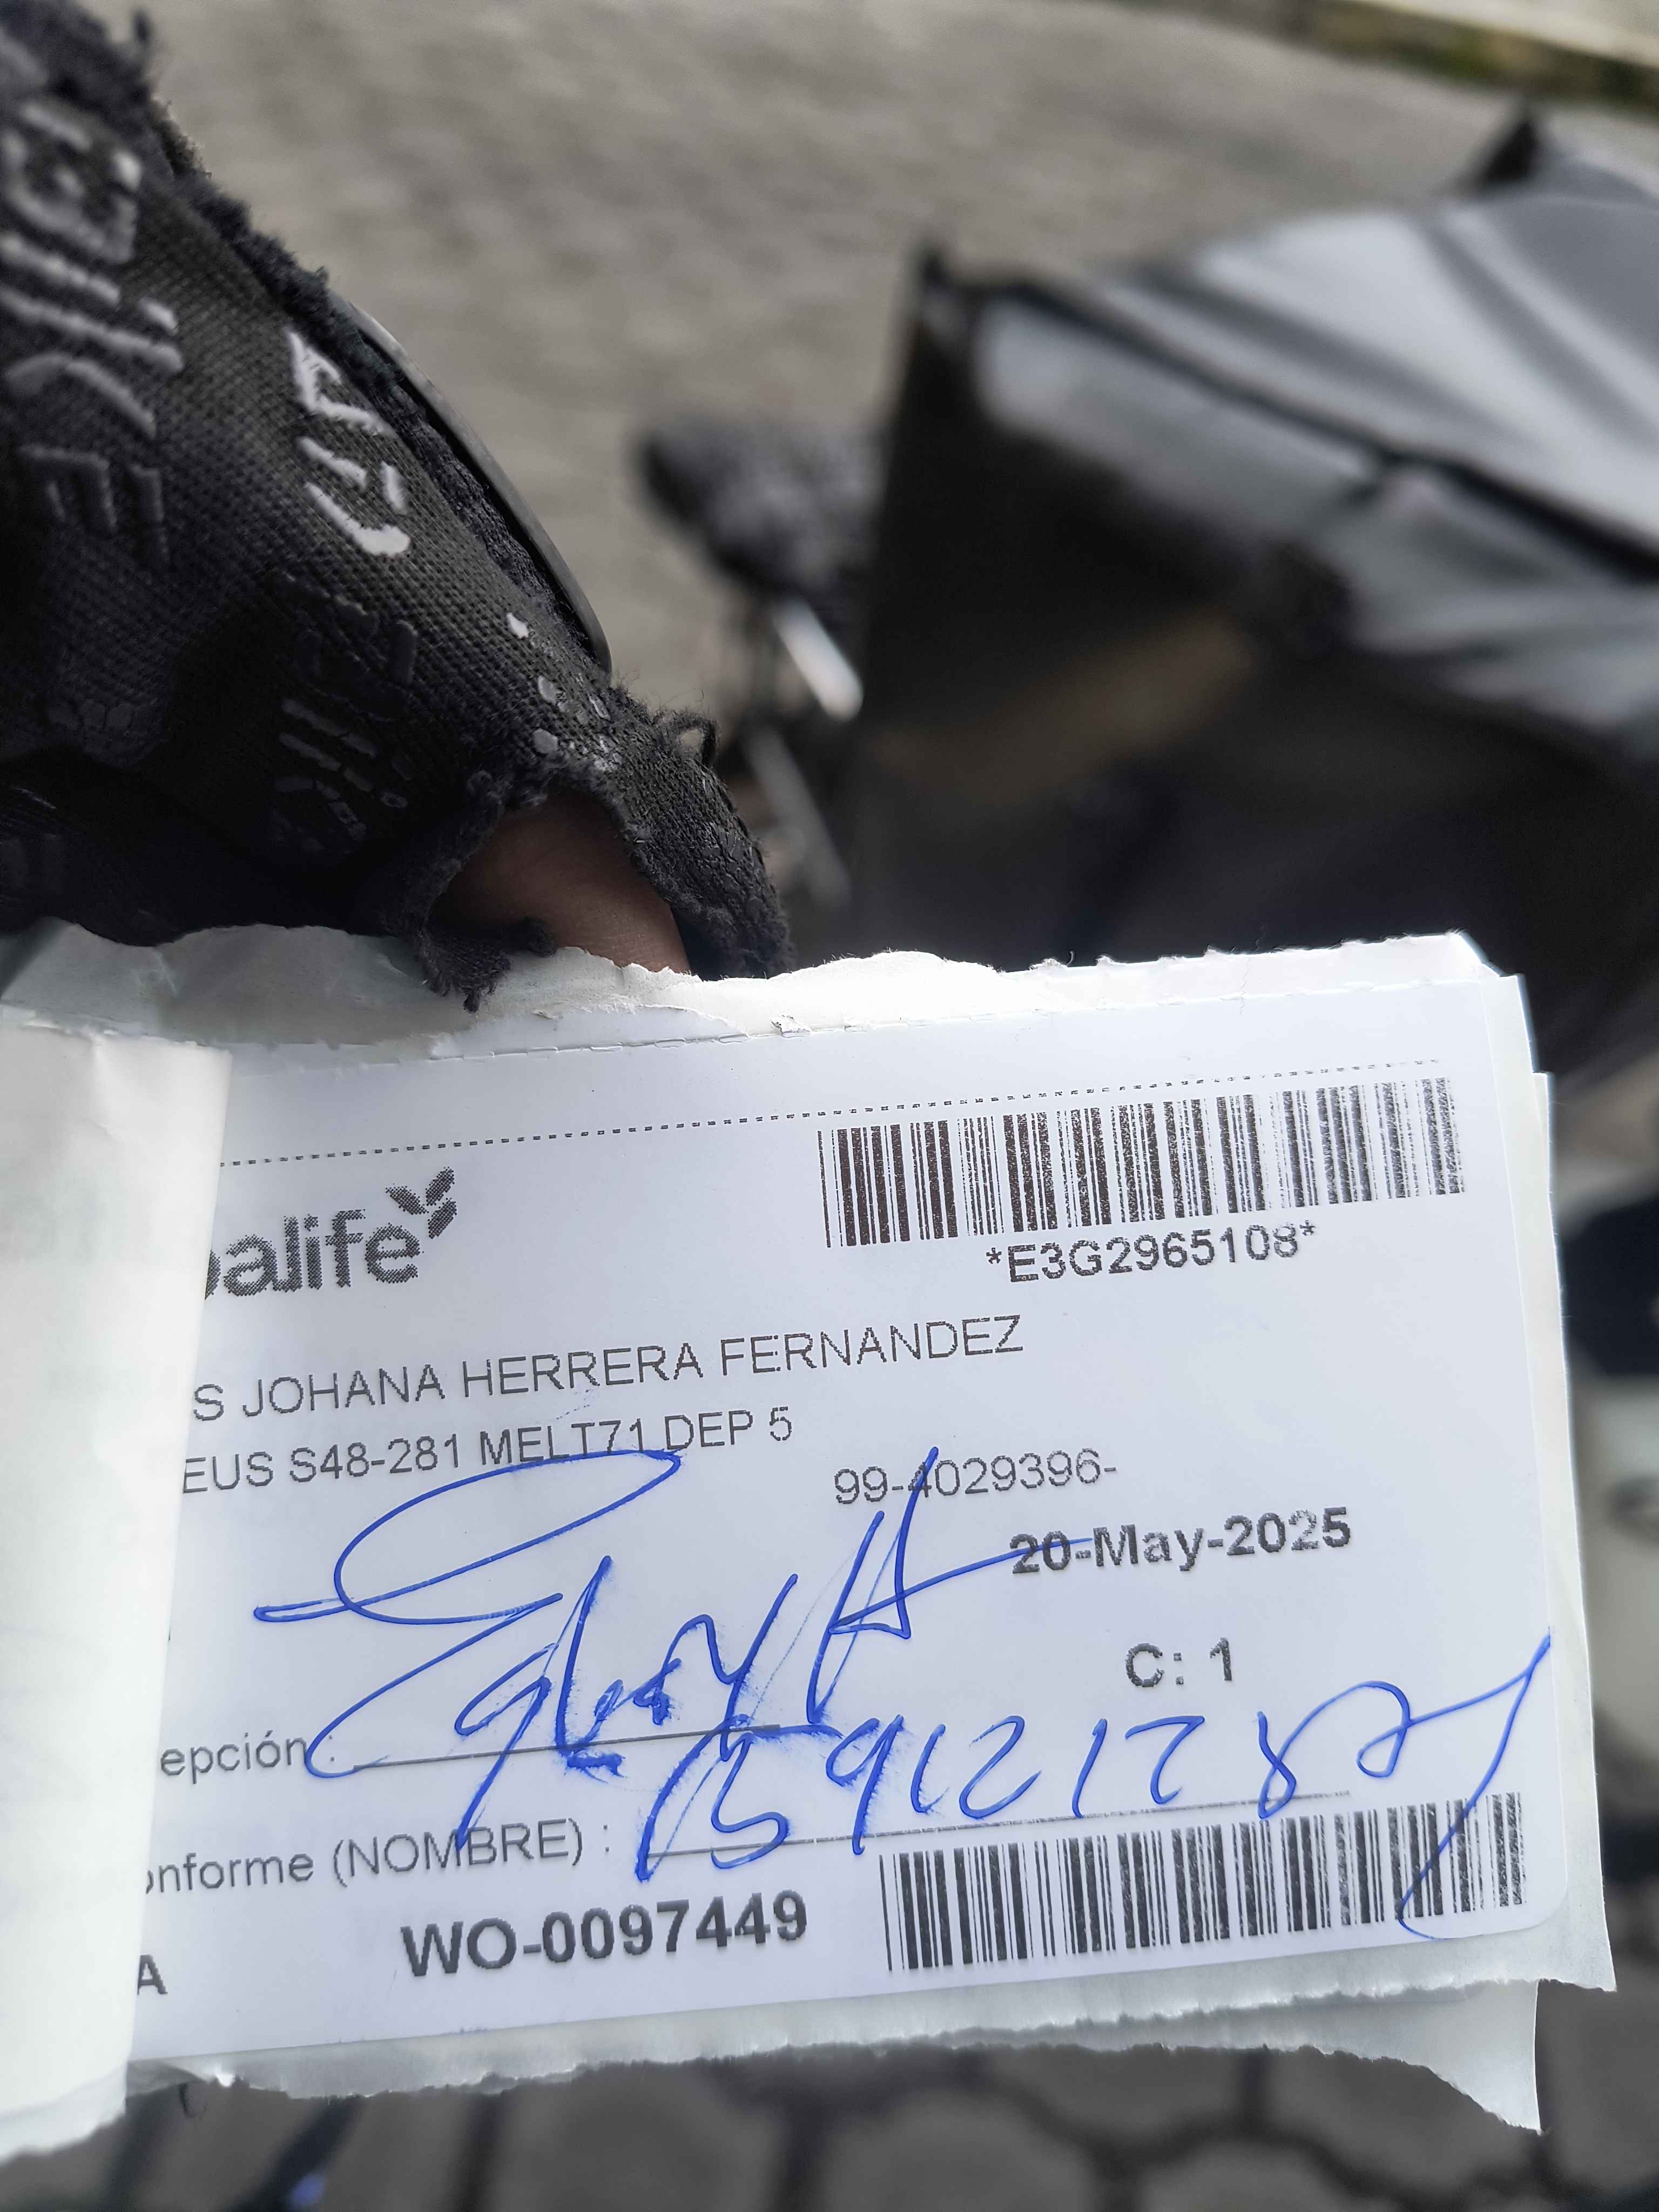 balife
*E3G2965108*
S JOHANA HERRERA FERNANDEZ
EUS S48-281 MELT71 DEP 5
99-4029396-
20-May-2025
C: 1
epción :
onforme (NOMBRE) :
WO-0097449
A